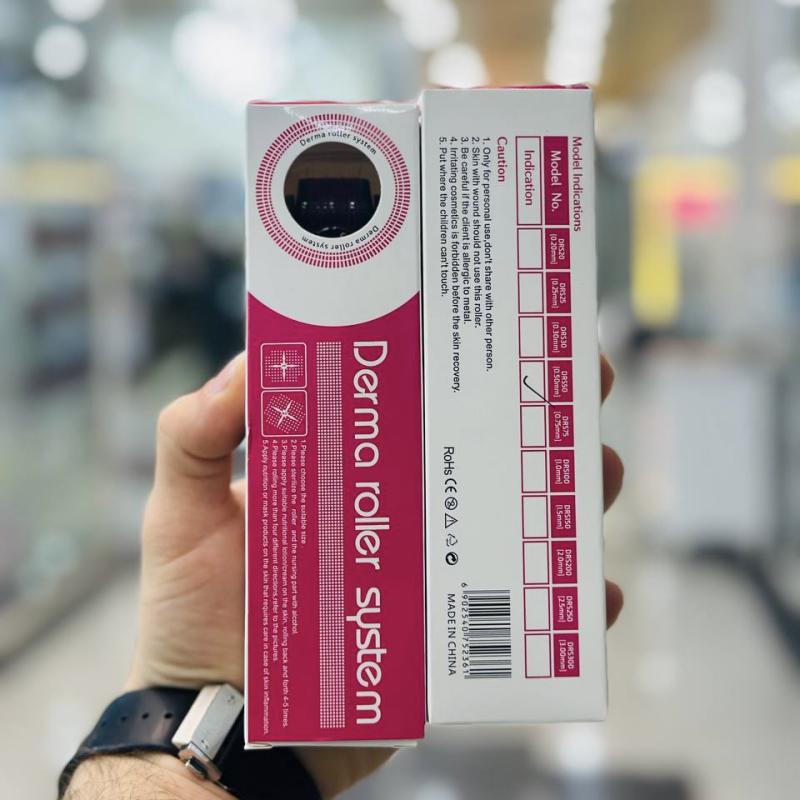 Derma roller system
Derma roller system
Derma roller system
1.Please choose the suitable size
2.Please sterilize the roller and the nursing part with alcohol
3.Please apply suitable nutritional lotion/cream on the skin, rolling back and forth 4-5 times
4.Please rolling more than four different directions,refer to the pictures.
5.Apply nutrition or mask products on the skin that requires care in case of skin inflammation.
Model Indications
Model No. DRS20 (0.20mm) DRS25 (0.25mm) DRS30 (0.30mm) DRS50 (0.50mm) DRS75 (0.75mm) DRS100 (1.0mm) DRS150 (1.5mm) DRS200 (2.0mm) DRS250 (2.5mm) DRS300 (3.00mm)
Indication
Caution
1. Only for personal use,don't share with other person.
2. Skin with wound should not use this roller.
3. Be careful if the client is allergic to metal.
4. Irritating cosmetics is forbidden before the skin recovery.
5. Put where the children can't touch.
RoHS CE
6 902540 752361
MADE IN CHINA